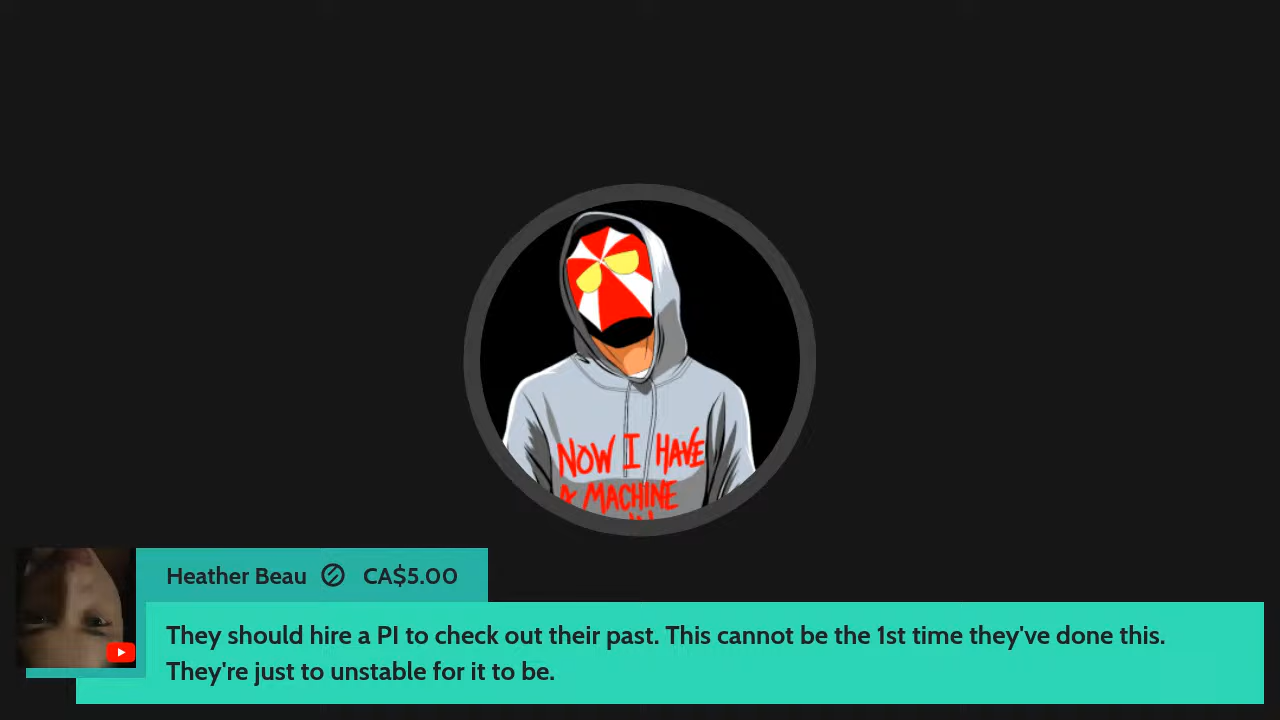 NOW I HAVE
A MACHINE
Heather Beau CA$5.00
They should hire a PI to check out their past. This cannot be the 1st time they've done this.
They're just to unstable for it to be.